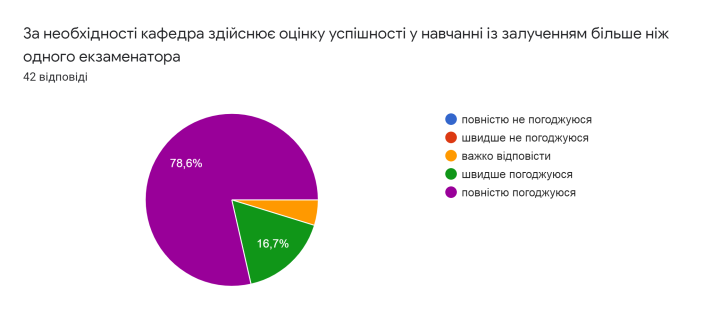 За необхідності кафедра здійснює оцінку успішності у навчанні із залученням більше ніж
одного екзаменатора
42 відповіді
повністю не погоджуюся
швидше не погоджуюся
важко відповісти
швидше погоджуюся
повністю погоджуюся
78,6%
16,7%